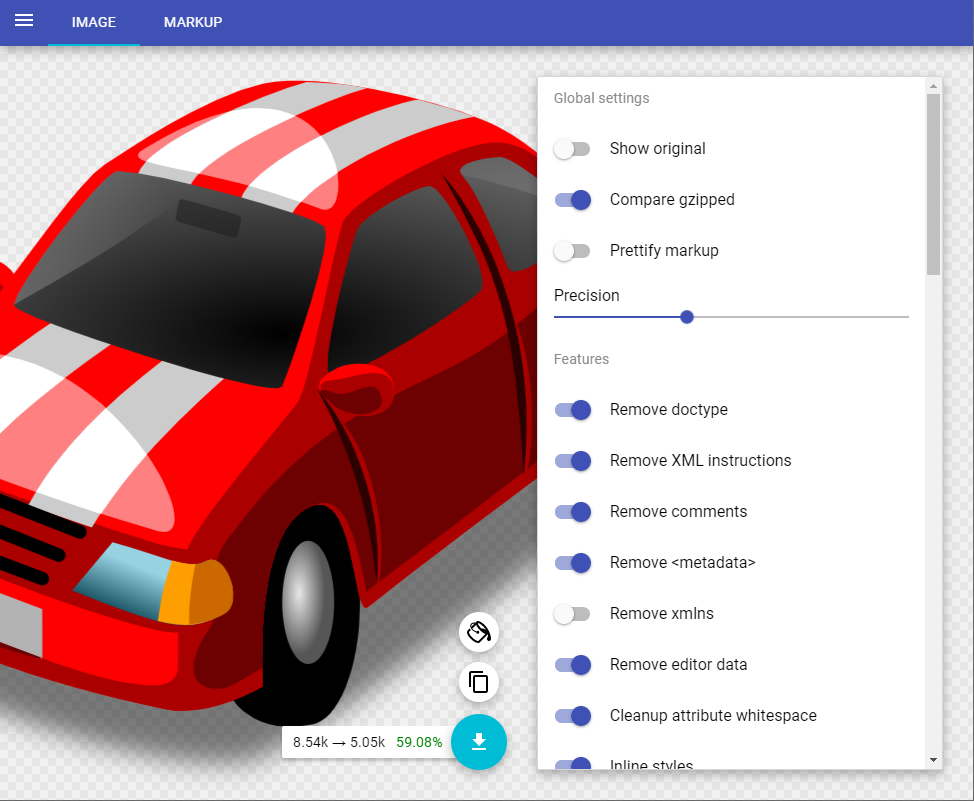 IMAGE MARKUP
Global settings
Show original
Compare gzipped
Prettify markup
Precision
Features
Remove doctype
Remove XML instructions
Remove comments
Remove <metadata>
Remove xmlns
Remove editor data
Cleanup attribute whitespace
Inline styles
8.54k → 5.05k 59.08%